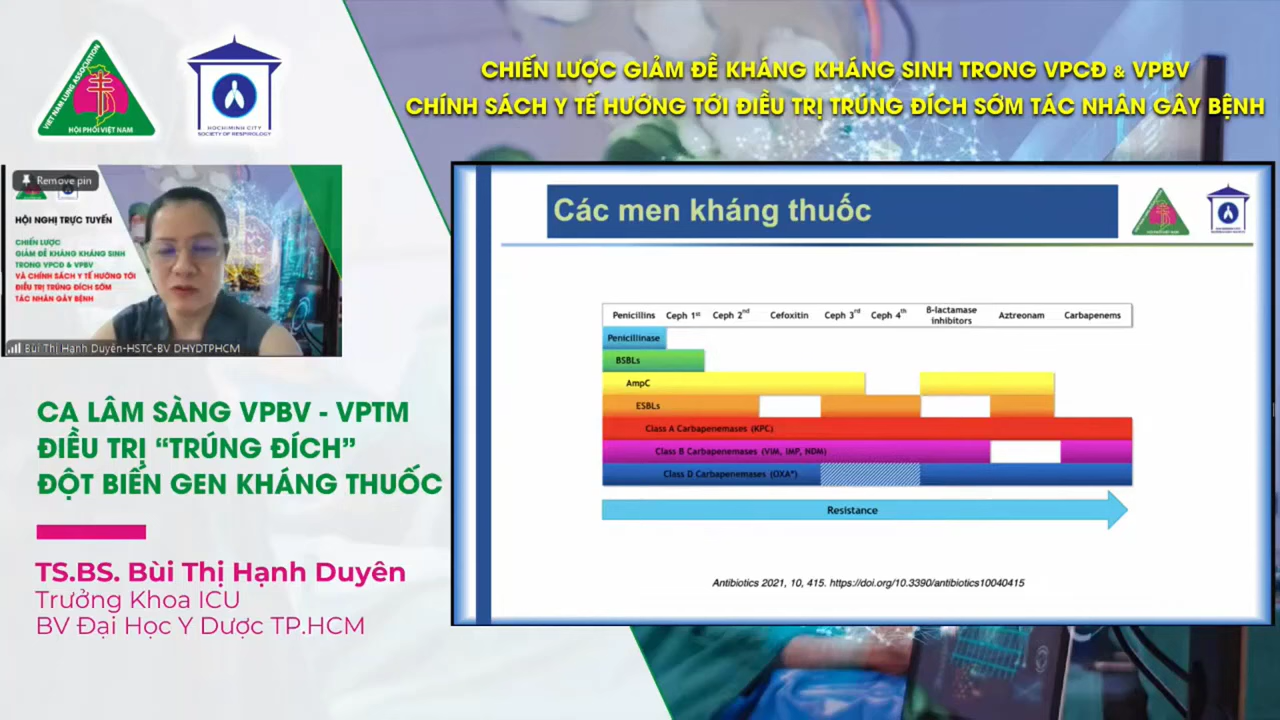 VIET NAM LUNG ASSOCIATION
HỘI PHỔI VIỆT NAM
HOCHIMINH CITY
SOCIETY OF RESPIROLOGY
CHIẾN LƯỢC GIẢM ĐỀ KHÁNG KHÁNG SINH TRONG VPCĐ & VPBV
CHÍNH SÁCH Y TẾ HƯỚNG TỚI ĐIỀU TRỊ TRÚNG ĐÍCH SỚM TÁC NHÂN GÂY BỆNH
Remove pin
HỘI NGHỊ TRỰC TUYẾN
CHIẾN LƯỢC
GIẢM ĐỀ KHÁNG KHÁNG SINH
TRONG VPCĐ & VPBV
VÀ CHÍNH SÁCH Y TẾ HƯỚNG TỚI
ĐIỀU TRỊ TRÚNG ĐÍCH SỚM
TÁC NHÂN GÂY BỆNH
Bùi Thị Hạnh Duyên-HSTC-BV DHYDTPHCM
CA LÂM SÀNG VPBV - VPTM
ĐIỀU TRỊ “TRÚNG ĐÍCH”
ĐỘT BIẾN GEN KHÁNG THUỐC
TS.BS. Bùi Thị Hạnh Duyên
Trưởng Khoa ICU
BV Đại Học Y Dược TP.HCM
Các men kháng thuốc
Penicillins Ceph 1st Ceph 2nd Cefoxitin Ceph 3rd Ceph 4th ß-lactamase inhibitors Aztreonam Carbapenems
Penicillinase
BSBLs
AmpC
ESBLs
Class A Carbapenemases (KPC)
Class B Carbapenemases (VIM, IMP, NDM)
Class D Carbapenemases (OXA*)
Resistance
Antibiotics 2021, 10, 415. https://doi.org/10.3390/antibiotics10040415